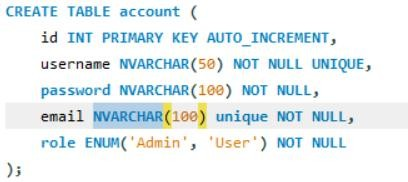 CREATE TABLE account (
    id INT PRIMARY KEY AUTO_INCREMENT,
    username NVARCHAR(50) NOT NULL UNIQUE,
    password NVARCHAR(100) NOT NULL,
    email NVARCHAR(100) unique NOT NULL,
    role ENUM('Admin', 'User') NOT NULL
);